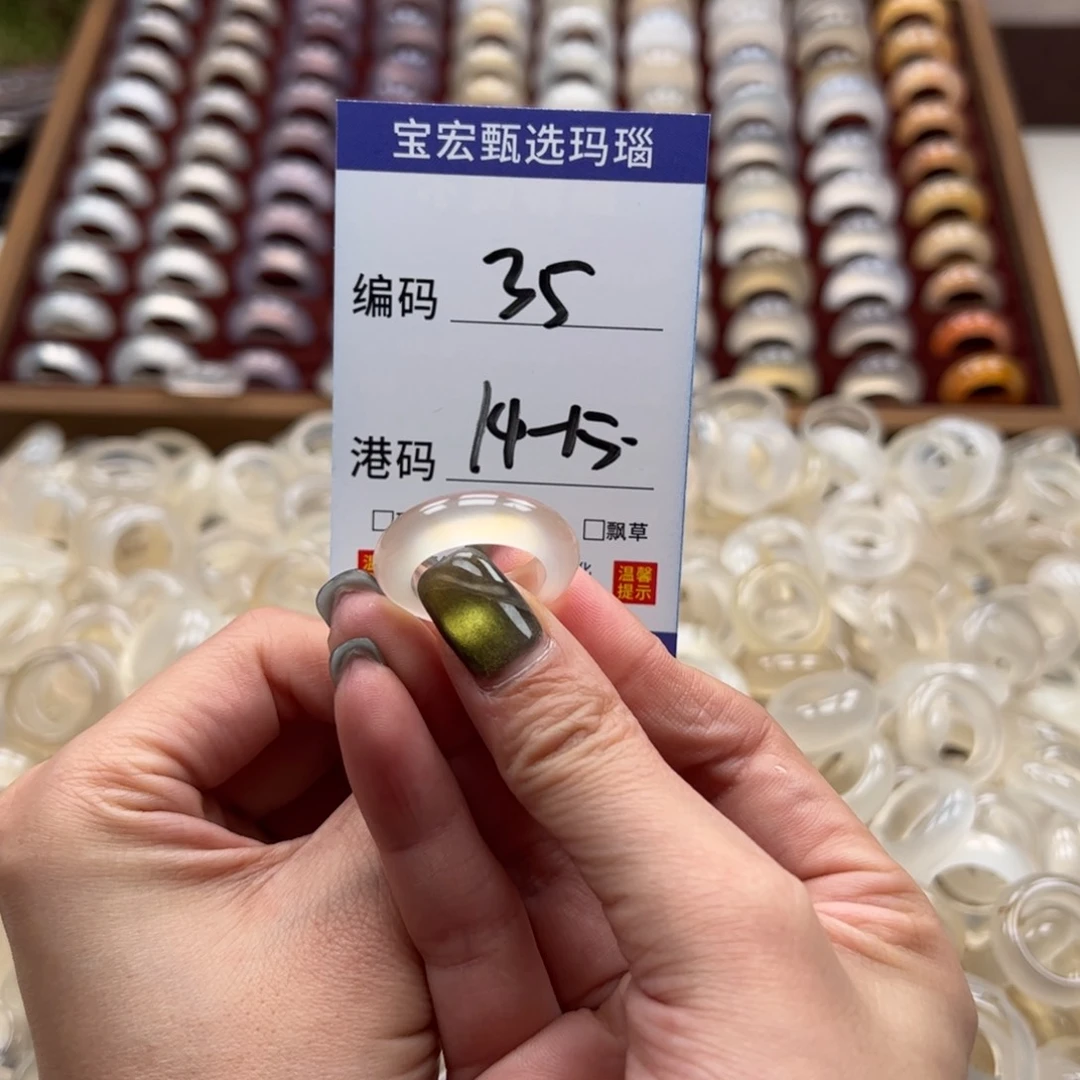 宝宏甄选玛瑙
编码 35
港码 14-15
□ □飘草
温馨
提示